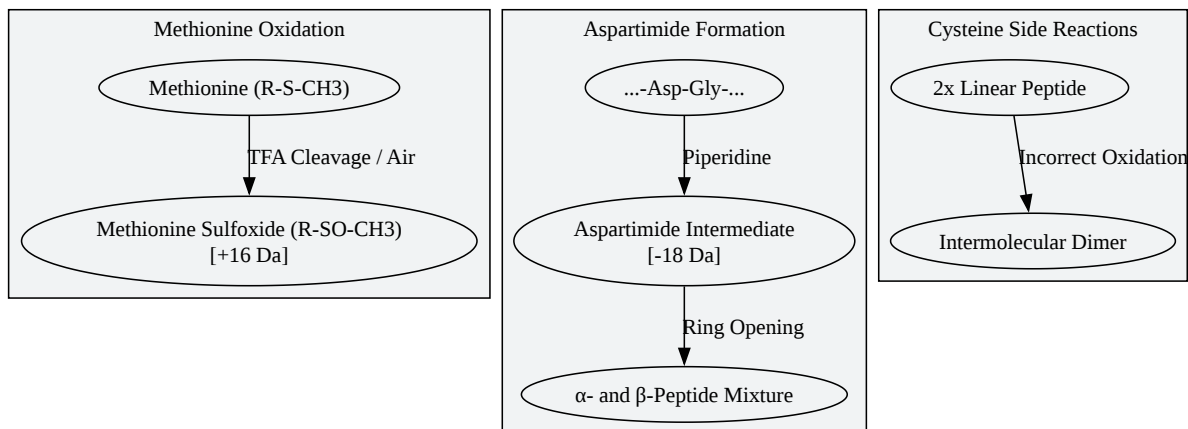 Methionine Oxidation
Methionine (R-S-CH3)
TFA Cleavage / Air
Methionine Sulfoxide (R-SO-CH3)
[+16 Da]
Aspartimide Formation
...-Asp-Gly-...
Piperidine
Aspartimide Intermediate
[-18 Da]
Ring Opening
α- and β-Peptide Mixture
Cysteine Side Reactions
2x Linear Peptide
Incorrect Oxidation
Intermolecular Dimer